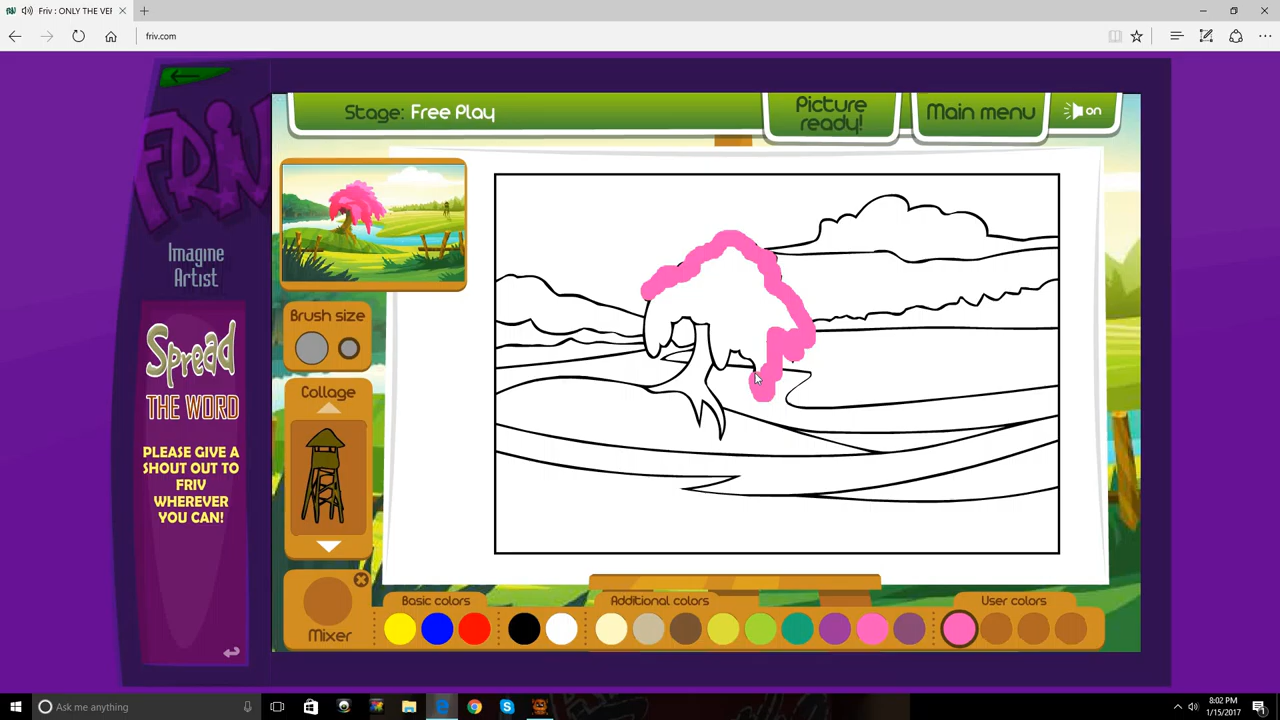 Friv : ONLY THE VER
friv.com
Stage: Free Play
Picture
ready!
Main menu
on
FRIV
Imagine
Artist
Spread
THE WORD
PLEASE GIVE A
SHOUT OUT TO
FRIV
WHEREVER
YOU CAN!
Brush size
Collage
Mixer
Basic colors
Additional colors
User colors
Ask me anything
8:02 PM
1/15/2017